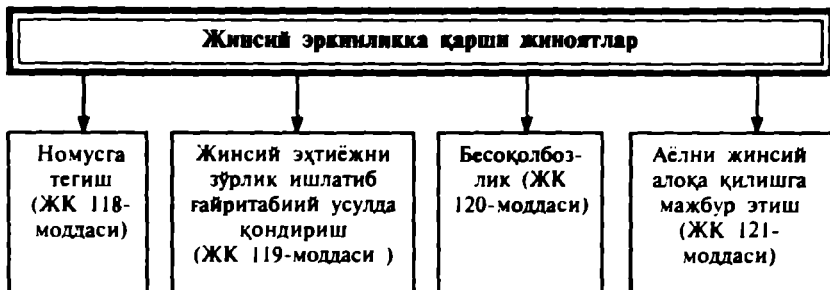 Жинсий эркинликка қарши жиноятлар
Номусга
тегиш
(ЖК 118-
моддаси)
Жинсий эҳтиёжни
зўрлик ишлатиб
ғайритабиий усулда
қондириш
(ЖК 119-моддаси )
Бесоқолбоз-
лик (ЖК
120-моддаси)
Аёлни жинсий
алоқа қилишга
мажбур этиш
(ЖК 121-
моддаси)